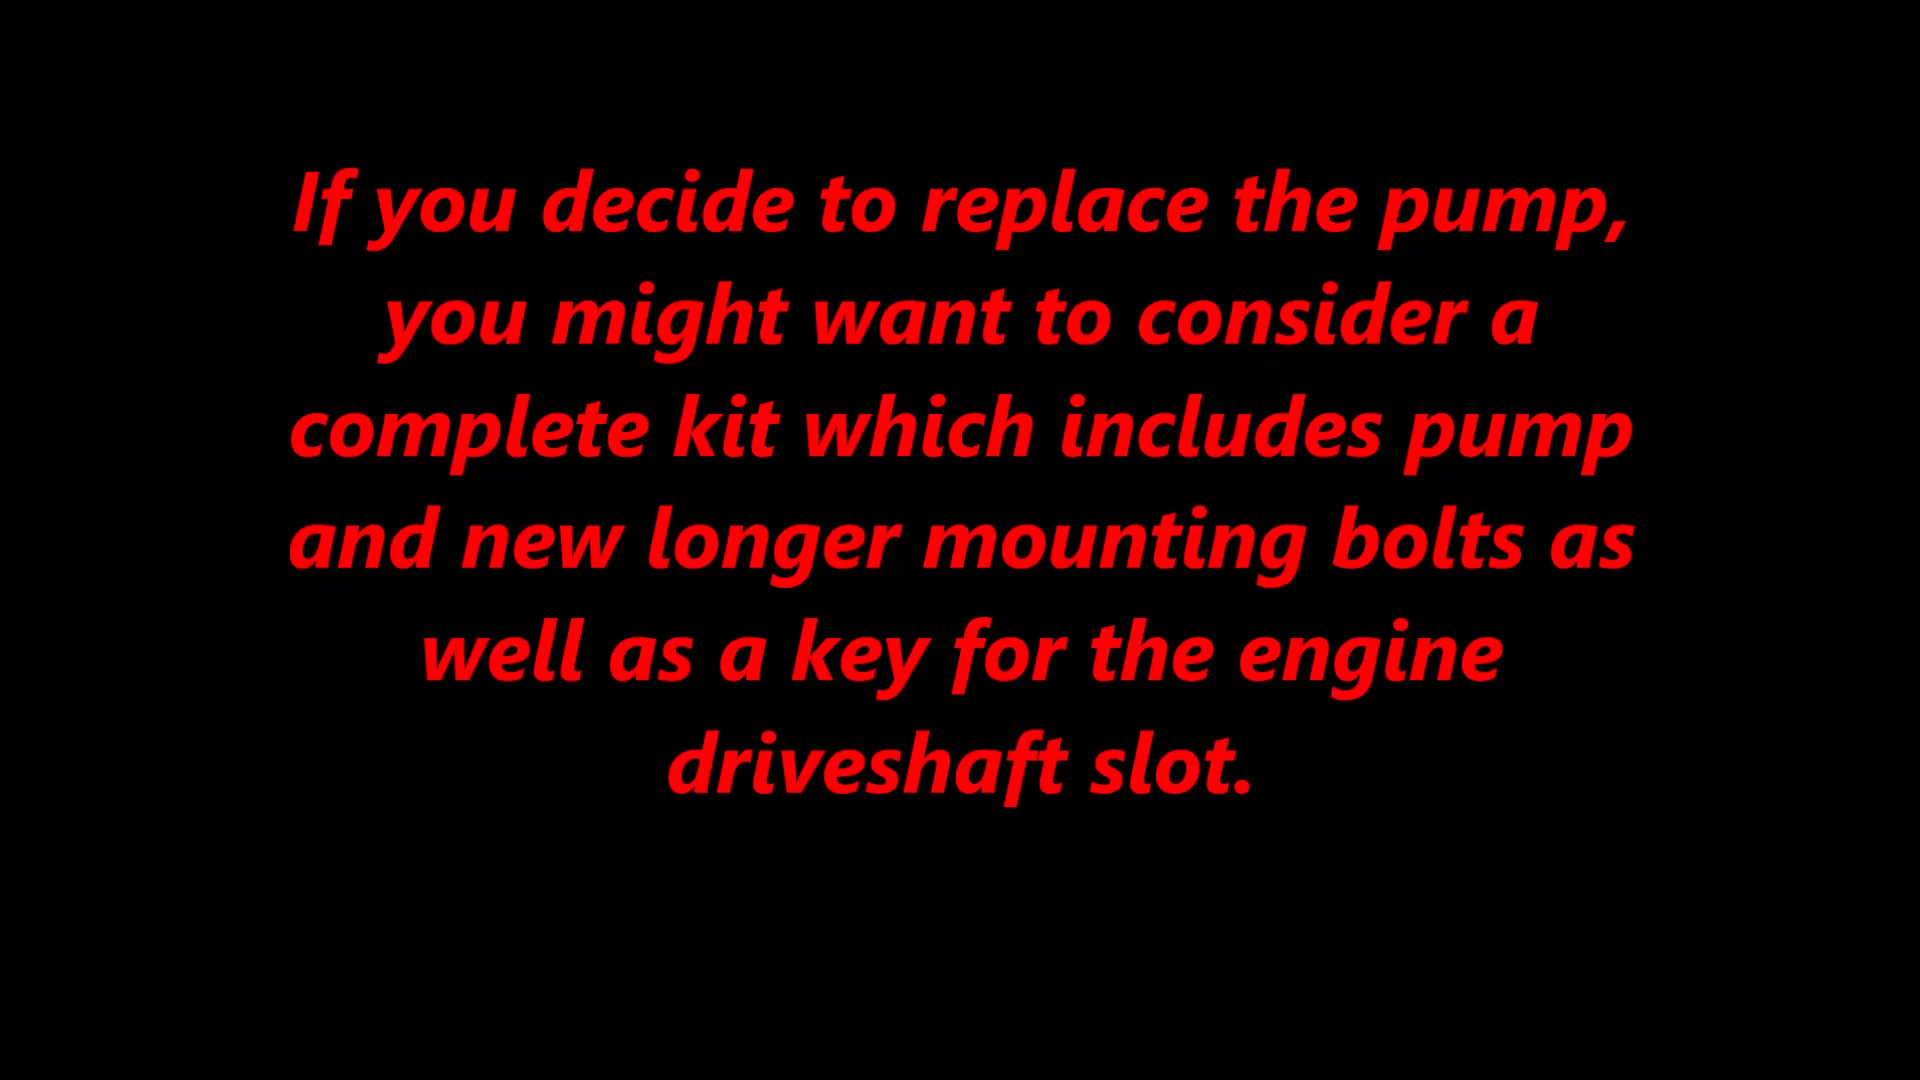 If you decide to replace the pump,
you might want to consider a
complete kit which includes pump
and new longer mounting bolts as
well as a key for the engine
driveshaft slot.